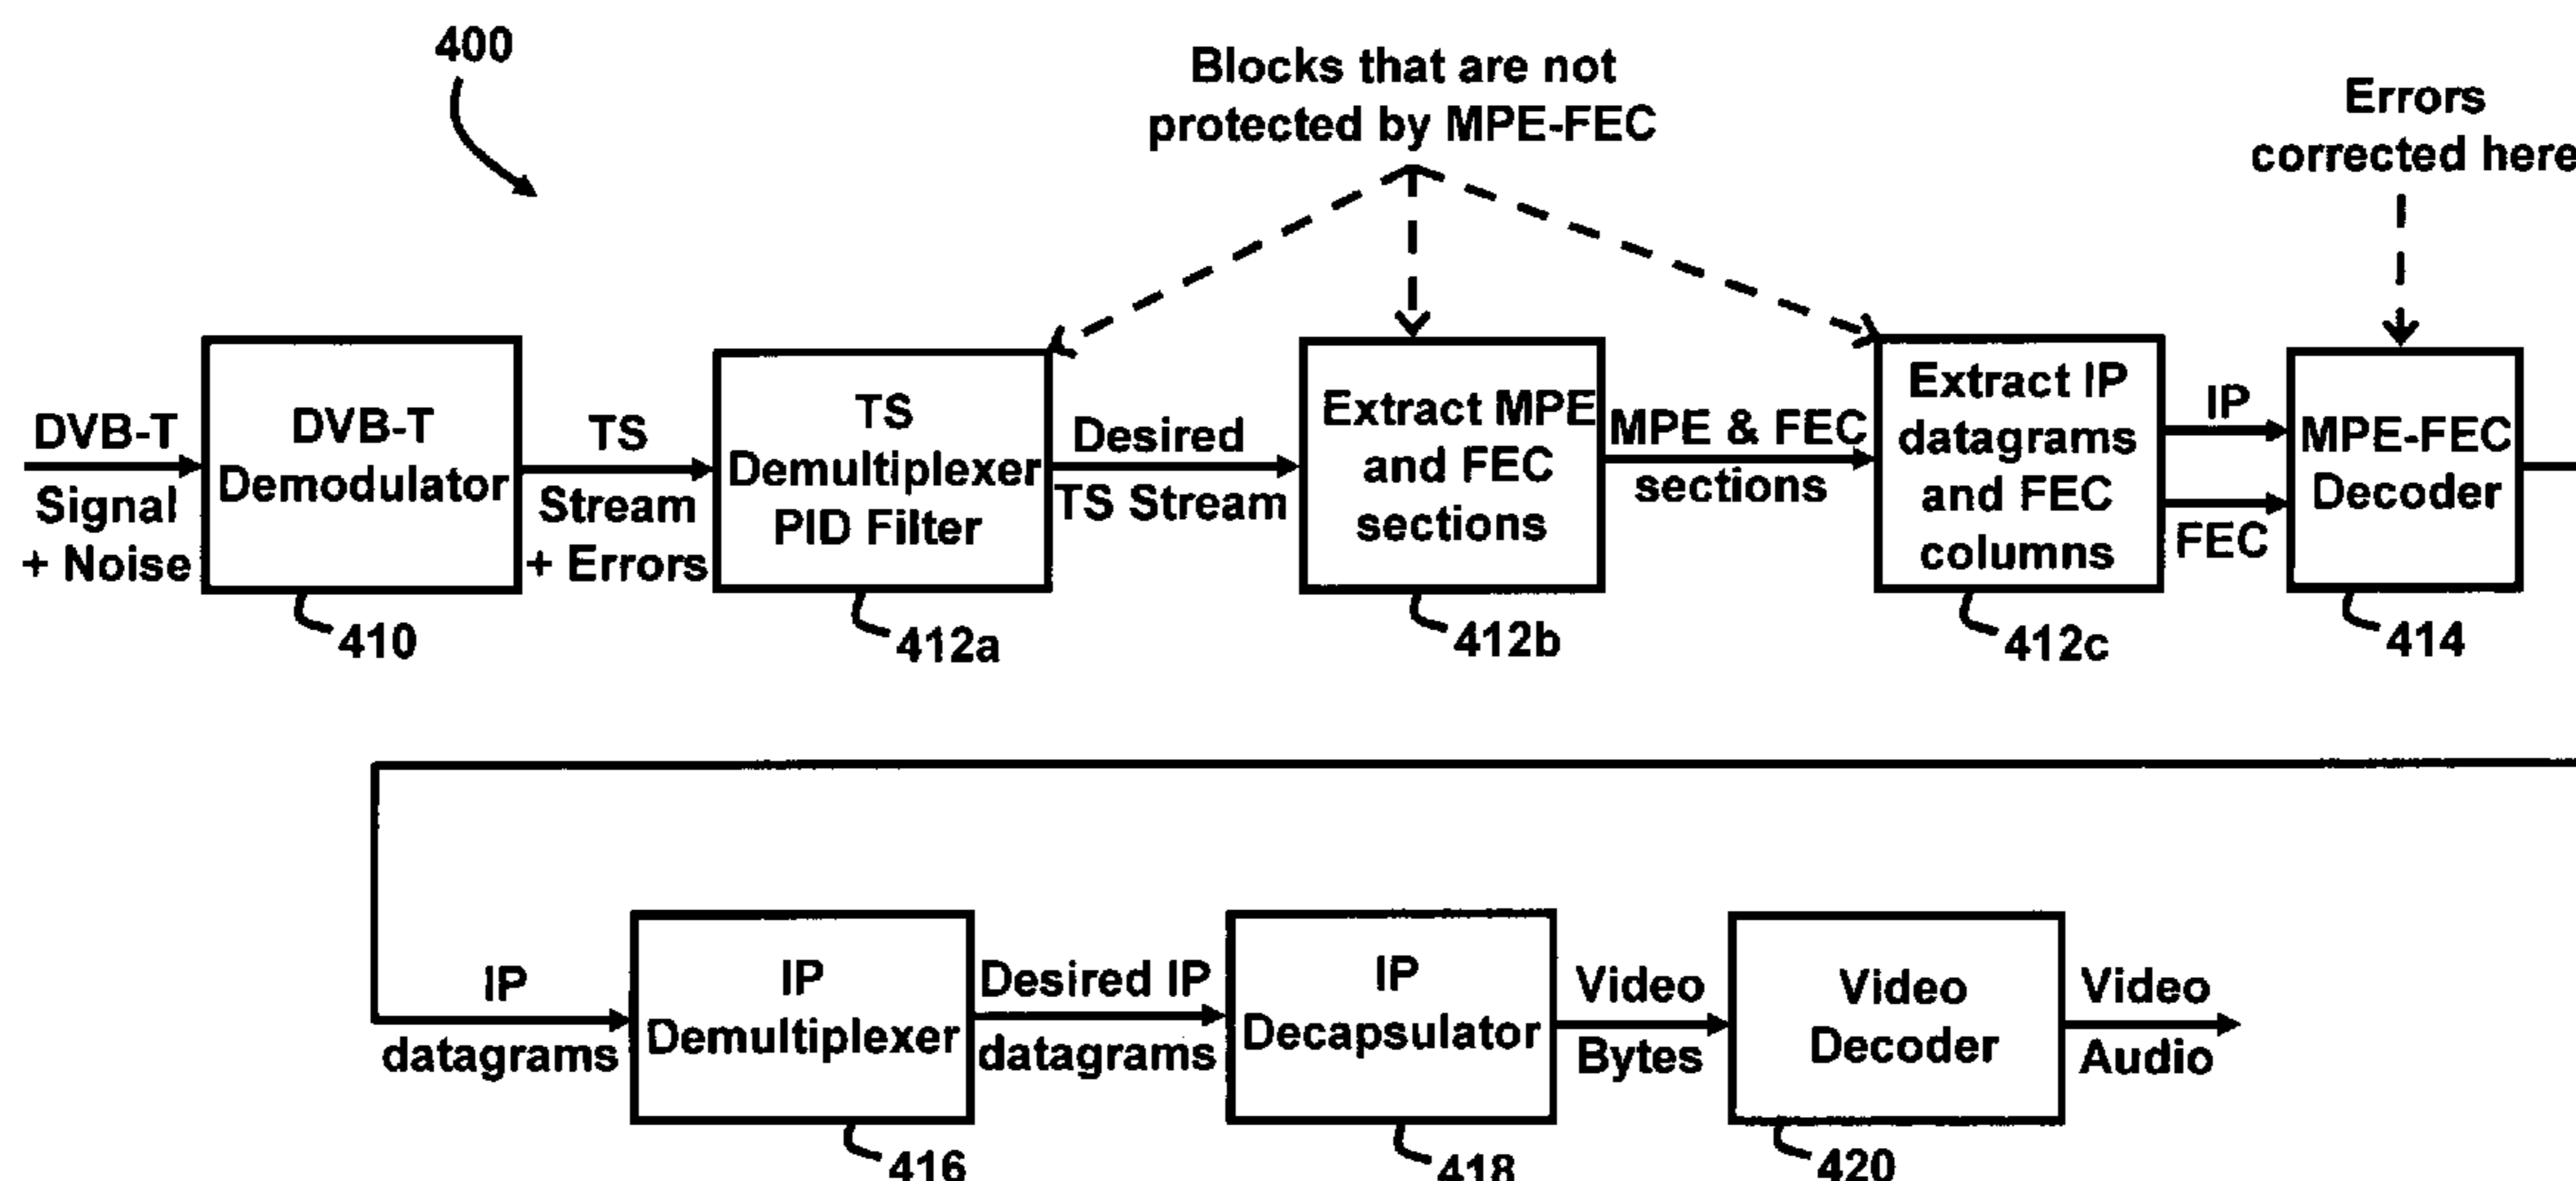 400
Blocks that are not
protected by MPE-FEC
Errors
corrected here
DVB-T
Signal
+ Noise
DVB-T
Demodulator
410
TS
Stream
+ Errors
TS
Demultiplexer
PID Filter
412a
Desired
TS Stream
Extract MPE
and FEC
sections
412b
MPE & FEC
sections
Extract IP
datagrams
and FEC
columns
412c
IP
FEC
MPE-FEC
Decoder
414
IP
datagrams
IP
Demultiplexer
416
Desired IP
datagrams
IP
Decapsulator
418
Video
Bytes
Video
Decoder
420
Video
Audio